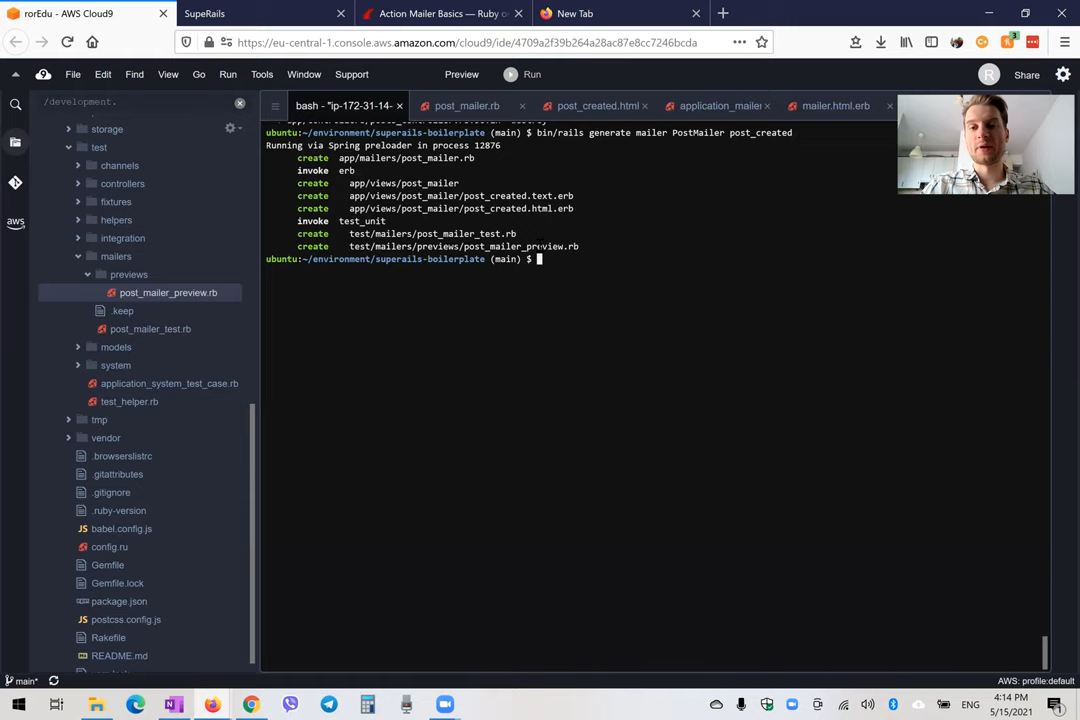 rorEdu - AWS Cloud9
SupeRails
Action Mailer Basics — Ruby o
New Tab
https://eu-central-1.console.aws.amazon.com/cloud9/ide/4709a2f39b264a28ac87e8cc7246bcda
3
File Edit Find View Go Run Tools Window Support Preview Run
R
Share
/development.
bash - "ip-172-31-14-
post_mailer.rb
post_created.html
application_mailer
mailer.html.erb
ubuntu:~/environment/superails-boilerplate (main) $ bin/rails generate mailer PostMailer post_created
Running via Spring preloader in process 12876
create app/mailers/post_mailer.rb
invoke erb
create app/views/post_mailer
create app/views/post_mailer/post_created.text.erb
create app/views/post_mailer/post_created.html.erb
invoke test_unit
create test/mailers/post_mailer_test.rb
create test/mailers/previews/post_mailer_preview.rb
ubuntu:~/environment/superails-boilerplate (main) $
storage
test
channels
controllers
fixtures
helpers
integration
mailers
previews
post_mailer_preview.rb
.keep
post_mailer_test.rb
models
system
application_system_test_case.rb
test_helper.rb
tmp
vendor
.browserslistrc
.gitattributes
.gitignore
.ruby-version
babel.config.js
config.ru
Gemfile
Gemfile.lock
package.json
postcss.config.js
Rakefile
README.md
aws
main*
AWS: profile:default
ENG
4:14 PM
5/15/2021